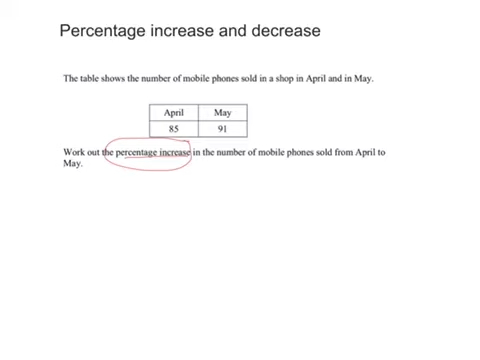 Percentage increase and decrease
The table shows the number of mobile phones sold in a shop in April and in May.
April May
85 91
Work out the percentage increase in the number of mobile phones sold from April to
May.